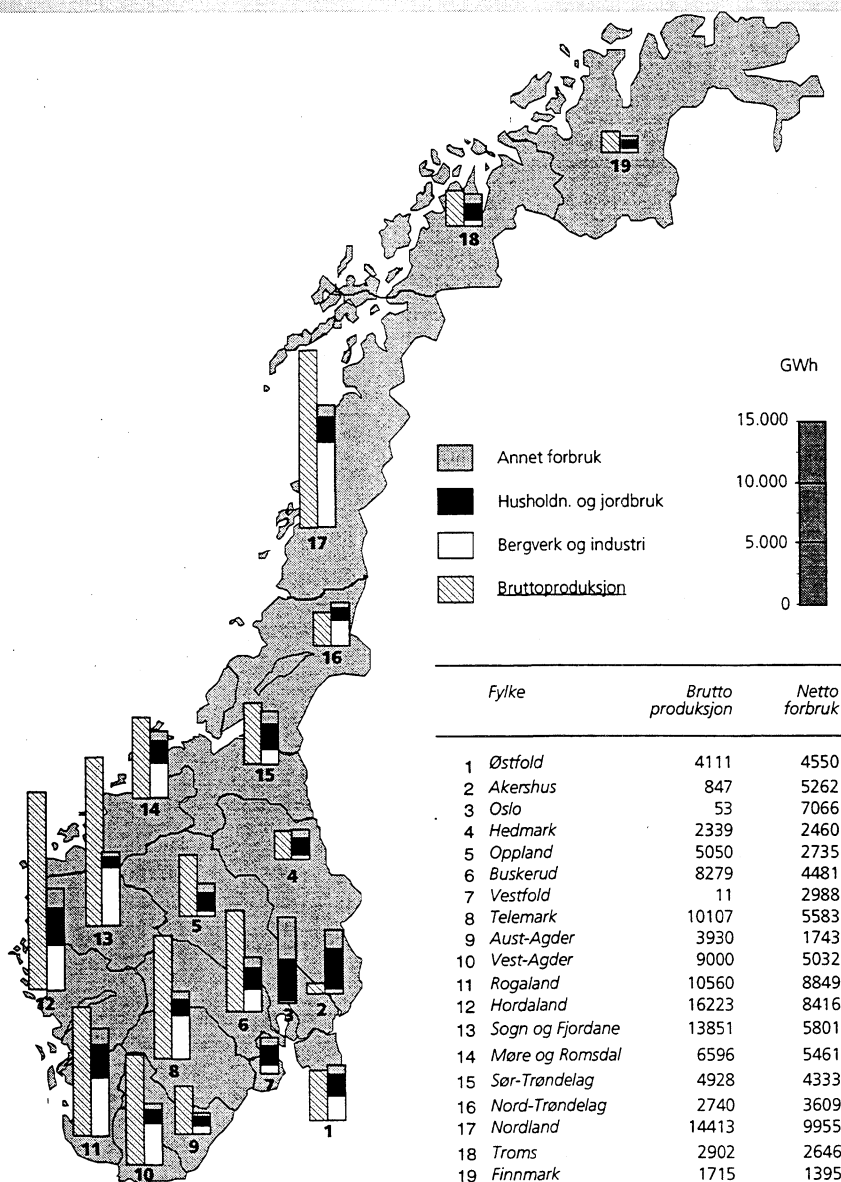 19
18
GWh
15.000
Annet forbruk
10.000
Husholdn. og jordbruk
Bergverk og industri
5.000
17
Bruttoproduksjon
0
16
Fylke Brutto produksjon Netto forbruk
15
14
1 Østfold 4111 4550
2 Akershus 847 5262
3 Oslo 53 7066
4 Hedmark 2339 2460
5 Oppland 5050 2735
6 Buskerud 8279 4481
7 Vestfold 11 2988
8 Telemark 10107 5583
9 Aust-Agder 3930 1743
10 Vest-Agder 9000 5032
11 Rogaland 10560 8849
12 Hordaland 16223 8416
13 Sogn og Fjordane 13851 5801
14 Møre og Romsdal 6596 5461
15 Sør-Trøndelag 4928 4333
16 Nord-Trøndelag 2740 3609
17 Nordland 14413 9955
18 Troms 2902 2646
19 Finnmark 1715 1395
4
5
13
12
6
3
2
8
7
1
11
9
10